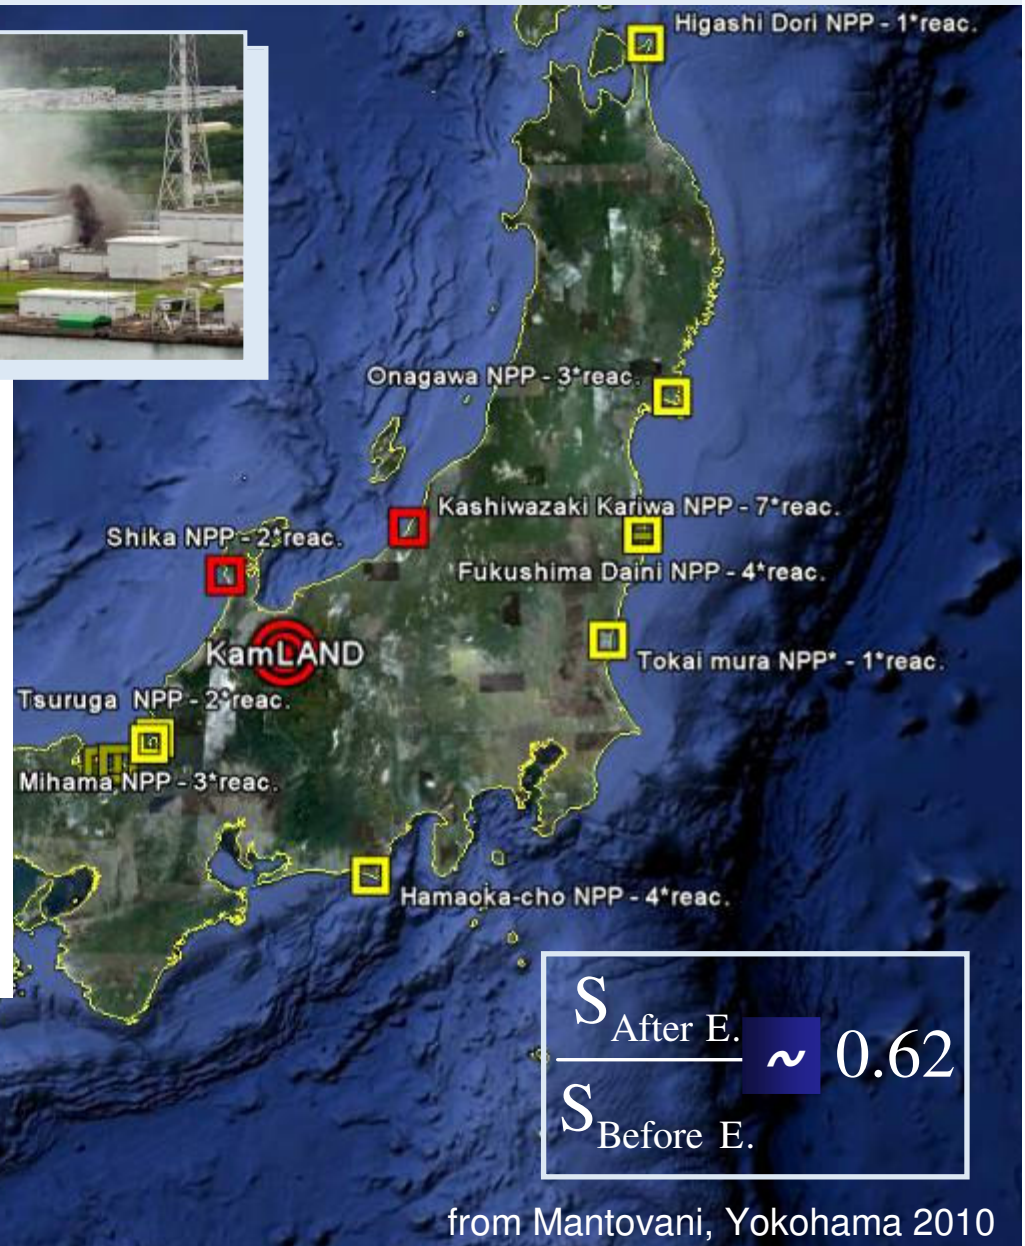 Higashi Dori NPP - 1*reac.
Onagawa NPP - 3*reac.
Kashiwazaki Kariwa NPP - 7*reac.
Shika NPP - 2*reac.
Fukushima Daini NPP - 4*reac.
KamLAND
Tokai mura NPP* - 1*reac.
Tsuruga NPP - 2*reac.
Mihama NPP - 3*reac.
Hamaoka-cho NPP - 4*reac.
S After E.
~ 0.62
S Before E.
from Mantovani, Yokohama 2010